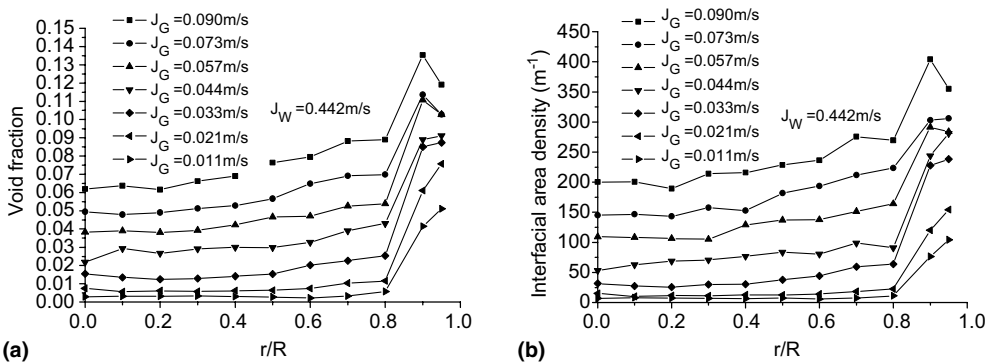 J_G =0.090m/s
J_G =0.073m/s
J_G =0.057m/s
J_G =0.044m/s
J_G =0.033m/s
J_G =0.021m/s
J_G =0.011m/s
J_W =0.442m/s
Void fraction
0.15
0.14
0.13
0.12
0.11
0.10
0.09
0.08
0.07
0.06
0.05
0.04
0.03
0.02
0.01
0.00
0.0 0.2 0.4 0.6 0.8 1.0
r/R
(a)
J_G =0.090m/s
J_G =0.073m/s
J_G =0.057m/s
J_G =0.044m/s
J_G =0.033m/s
J_G =0.021m/s
J_G =0.011m/s
J_W =0.442m/s
Interfacial area density (m⁻¹)
450
400
350
300
250
200
150
100
50
0
0.0 0.2 0.4 0.6 0.8 1.0
r/R
(b)